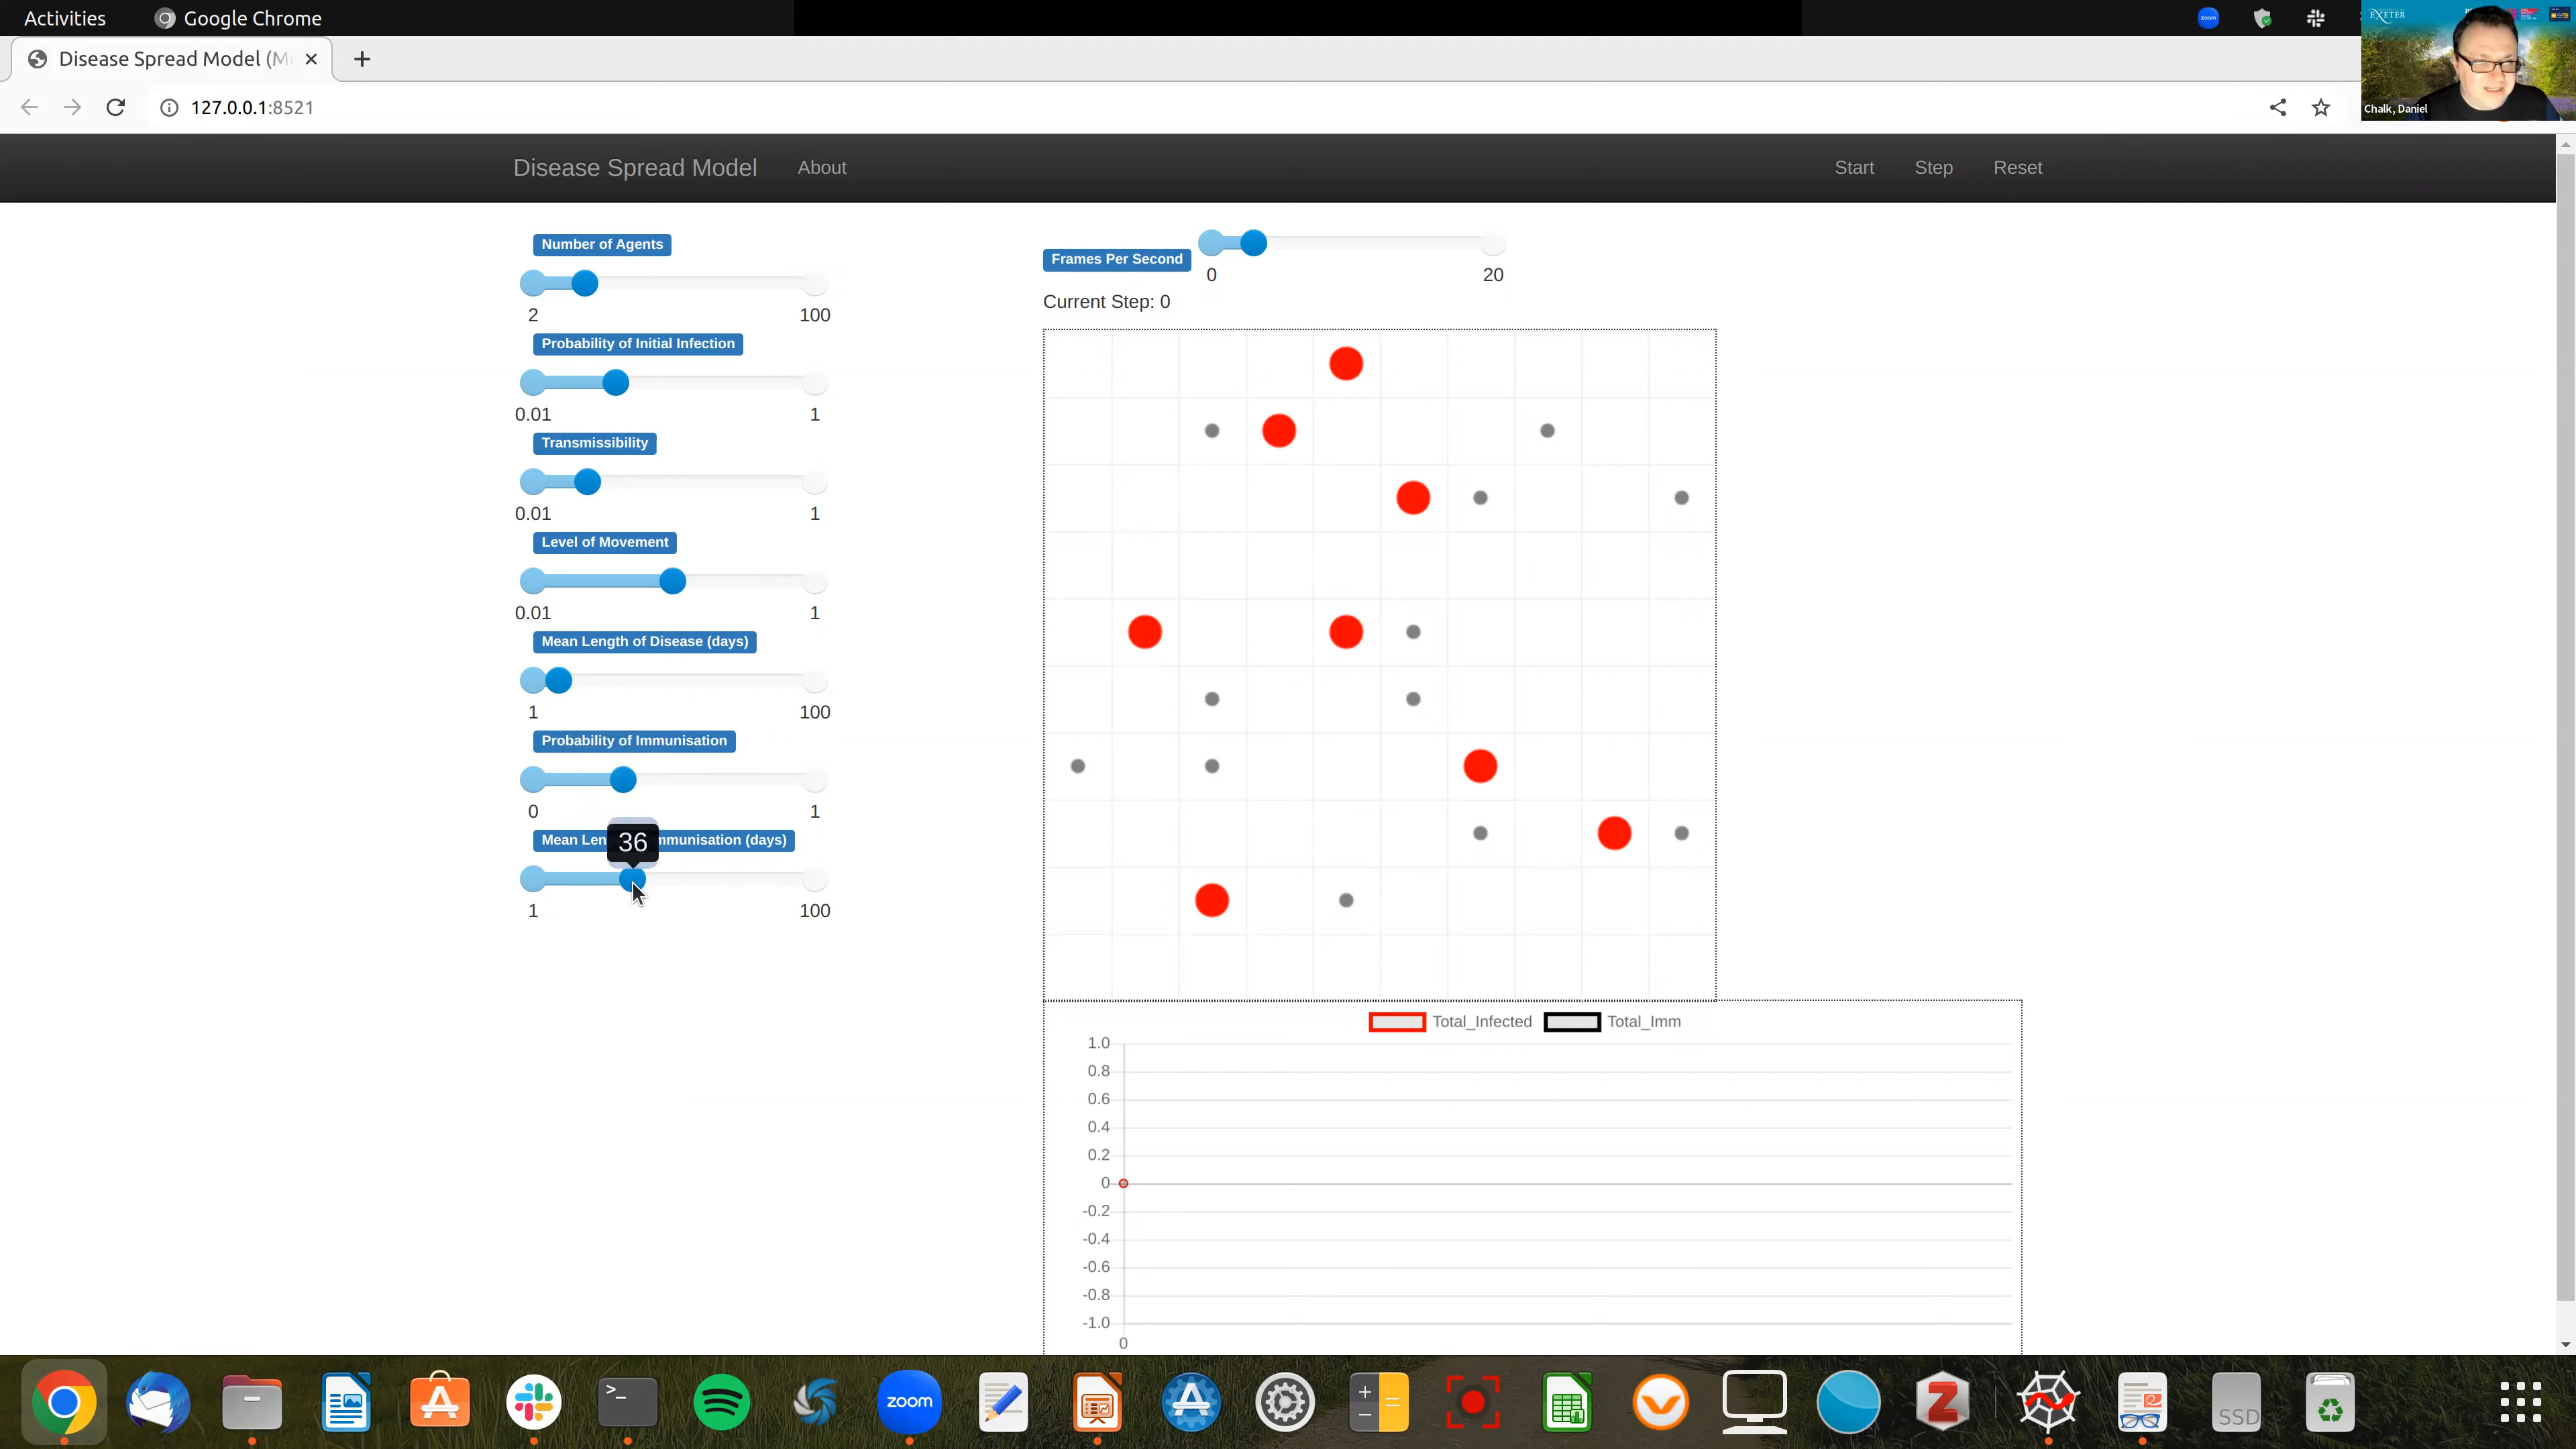 Activities
Google Chrome
zoom
EXETER
Disease Spread Model (M
127.0.0.1:8521
Chalk, Daniel
Disease Spread Model
About
Start
Step
Reset
Number of Agents
2
100
Probability of Initial Infection
0.01
1
Transmissibility
0.01
1
Level of Movement
0.01
1
Mean Length of Disease (days)
1
100
Probability of Immunisation
0
1
Mean Len
36
mmunisation (days)
1
100
Frames Per Second
0
20
Current Step: 0
Total_Infected
Total_Imm
1.0
0.8
0.6
0.4
0.2
0
-0.2
-0.4
-0.6
-0.8
-1.0
0
>_
zoom
Z
SSD